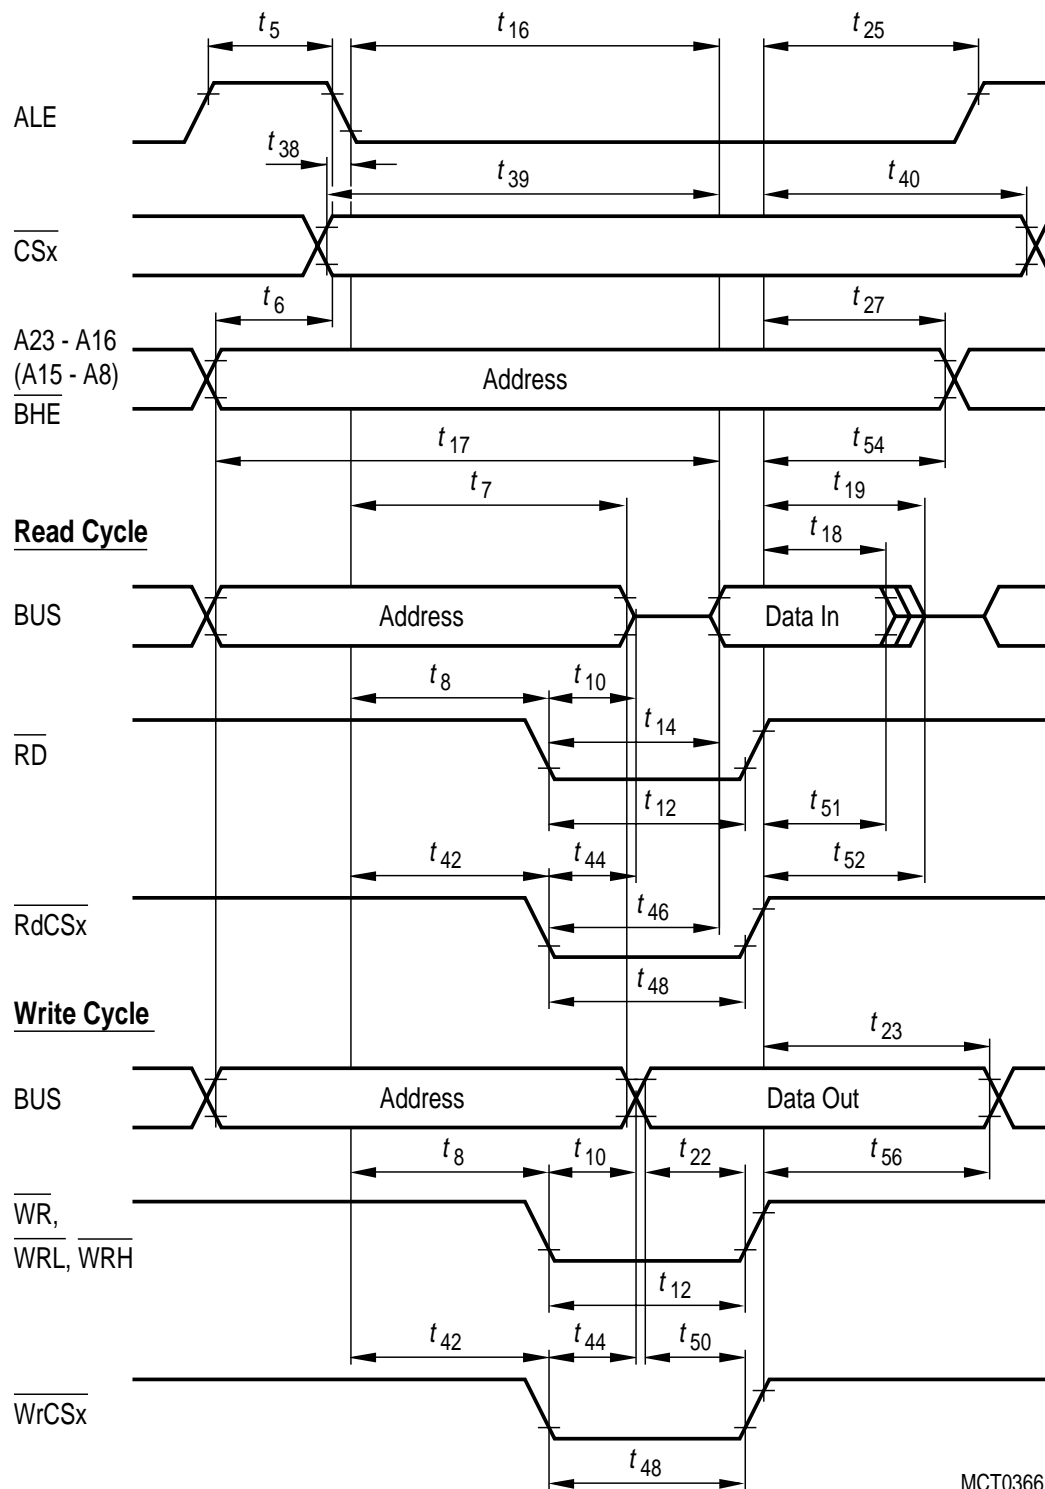 t5 t16 t25
ALE
t38
t39 t40
CSx
t6 t27
A23 - A16
(A15 - A8)
BHE
Address
t17 t54
t7 t19
Read Cycle
t18
BUS Address Data In
t8 t10
t14
RD
t12 t51
t42 t44 t52
RdCSx
t46
t48
Write Cycle
t23
BUS Address Data Out
t8 t10 t22 t56
WR,
WRL, WRH
t12
t42 t44 t50
WrCSx
t48
MCT0366